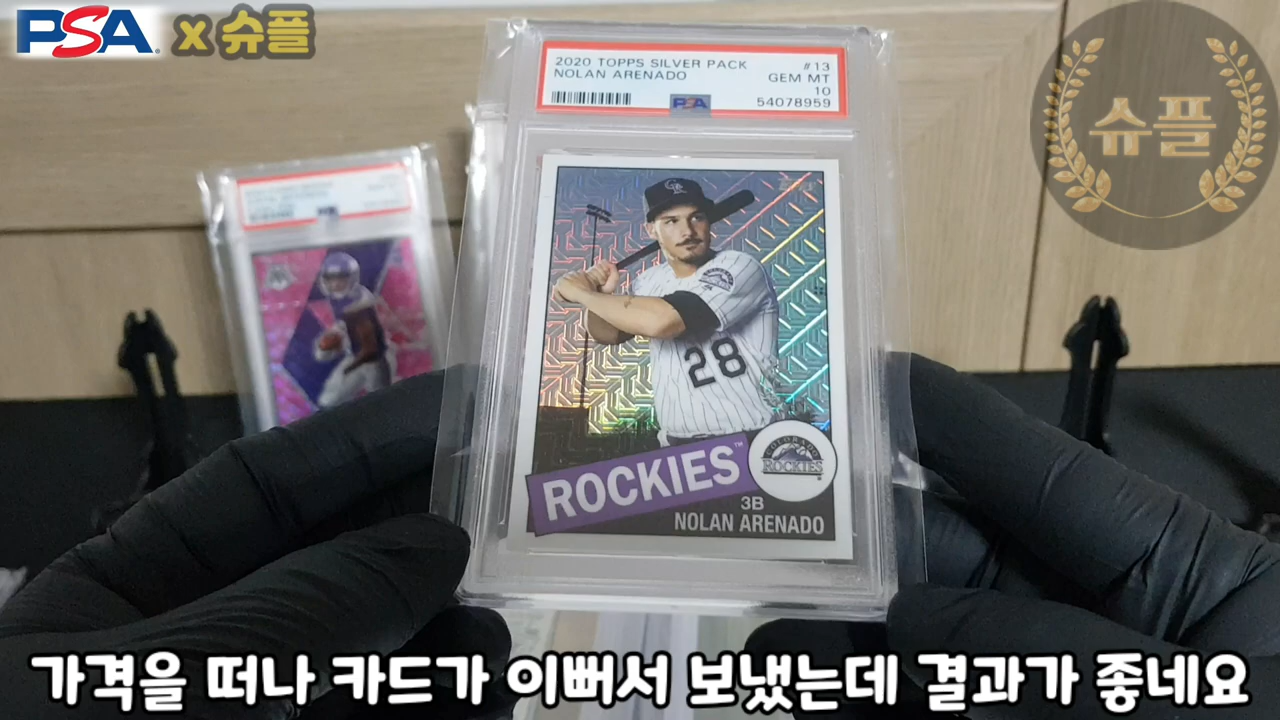 PSA x 슈플
슈플
2020 TOPPS SILVER PACK #13
NOLAN ARENADO GEM MT
10
PSA 54078959
28
COLORADO
ROCKIES
ROCKIES™
3B
NOLAN ARENADO
가격을 떠나 카드가 이뻐서 보냈는데 결과가 좋네요